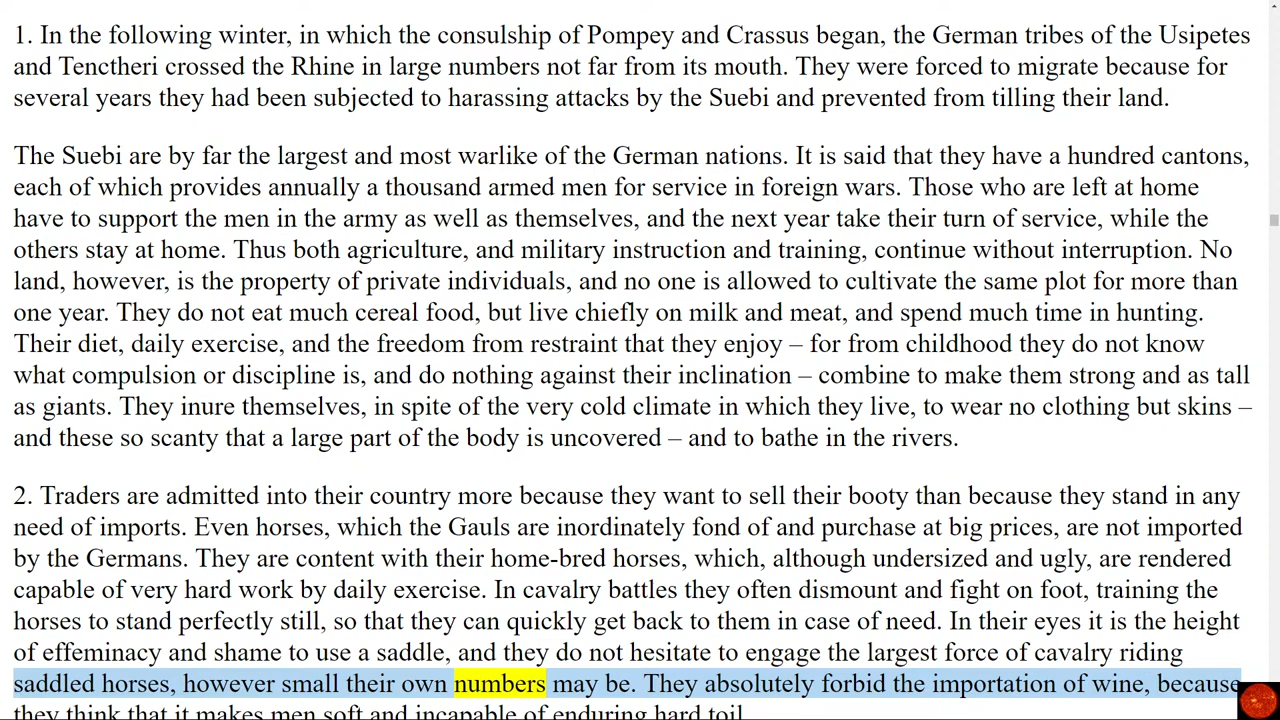 1. In the following winter, in which the consulship of Pompey and Crassus began, the German tribes of the Usipetes
and Tenctheri crossed the Rhine in large numbers not far from its mouth. They were forced to migrate because for
several years they had been subjected to harassing attacks by the Suebi and prevented from tilling their land.
The Suebi are by far the largest and most warlike of the German nations. It is said that they have a hundred cantons,
each of which provides annually a thousand armed men for service in foreign wars. Those who are left at home
have to support the men in the army as well as themselves, and the next year take their turn of service, while the
others stay at home. Thus both agriculture, and military instruction and training, continue without interruption. No
land, however, is the property of private individuals, and no one is allowed to cultivate the same plot for more than
one year. They do not eat much cereal food, but live chiefly on milk and meat, and spend much time in hunting.
Their diet, daily exercise, and the freedom from restraint that they enjoy – for from childhood they do not know
what compulsion or discipline is, and do nothing against their inclination – combine to make them strong and as tall
as giants. They inure themselves, in spite of the very cold climate in which they live, to wear no clothing but skins –
and these so scanty that a large part of the body is uncovered – and to bathe in the rivers.
2. Traders are admitted into their country more because they want to sell their booty than because they stand in any
need of imports. Even horses, which the Gauls are inordinately fond of and purchase at big prices, are not imported
by the Germans. They are content with their home-bred horses, which, although undersized and ugly, are rendered
capable of very hard work by daily exercise. In cavalry battles they often dismount and fight on foot, training the
horses to stand perfectly still, so that they can quickly get back to them in case of need. In their eyes it is the height
of effeminacy and shame to use a saddle, and they do not hesitate to engage the largest force of cavalry riding
saddled horses, however small their own numbers may be. They absolutely forbid the importation of wine, because
they think that it makes men soft and incapable of enduring hard toil.